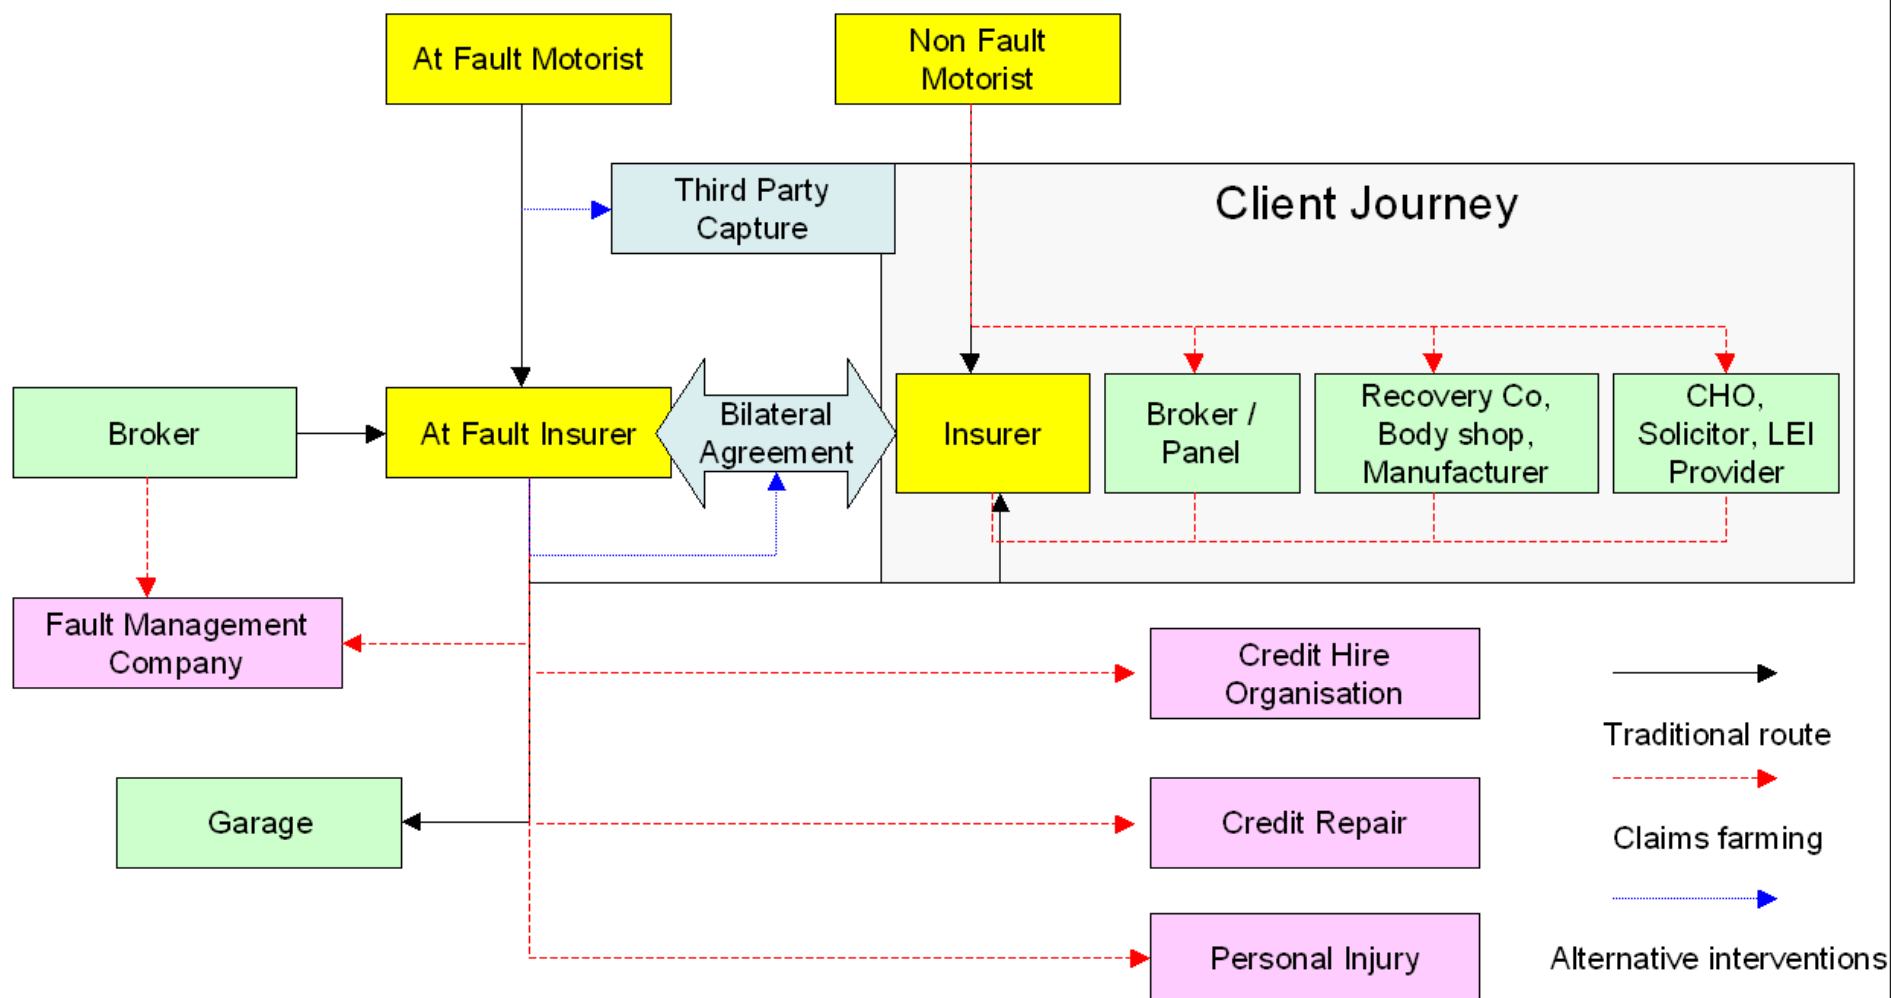 At Fault Motorist
Non Fault
Motorist
Third Party
Capture
Client Journey
Broker
At Fault Insurer
Bilateral
Agreement
Insurer
Broker /
Panel
Recovery Co,
Body shop,
Manufacturer
CHO,
Solicitor, LEI
Provider
Fault Management
Company
Credit Hire
Organisation
Traditional route
Garage
Credit Repair
Claims farming
Personal Injury
Alternative interventions